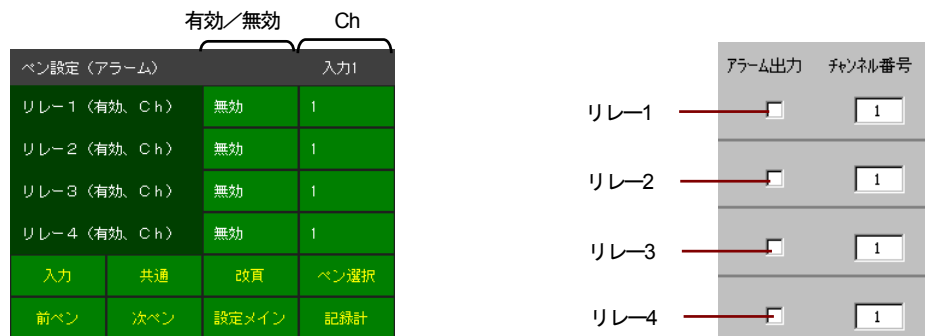 有効／無効 Ch
ペン設定（アラーム） 入力1
リレー１（有効、Ｃｈ） 無効 1
リレー２（有効、Ｃｈ） 無効 1
リレー３（有効、Ｃｈ） 無効 1
リレー４（有効、Ｃｈ） 無効 1
入力 共通 改頁 ペン選択
前ペン 次ペン 設定メイン 記録計
ｱﾗｰﾑ出力 ﾁｬﾝﾈﾙ番号
リレー1 1
リレー2 1
リレー3 1
リレー4 1